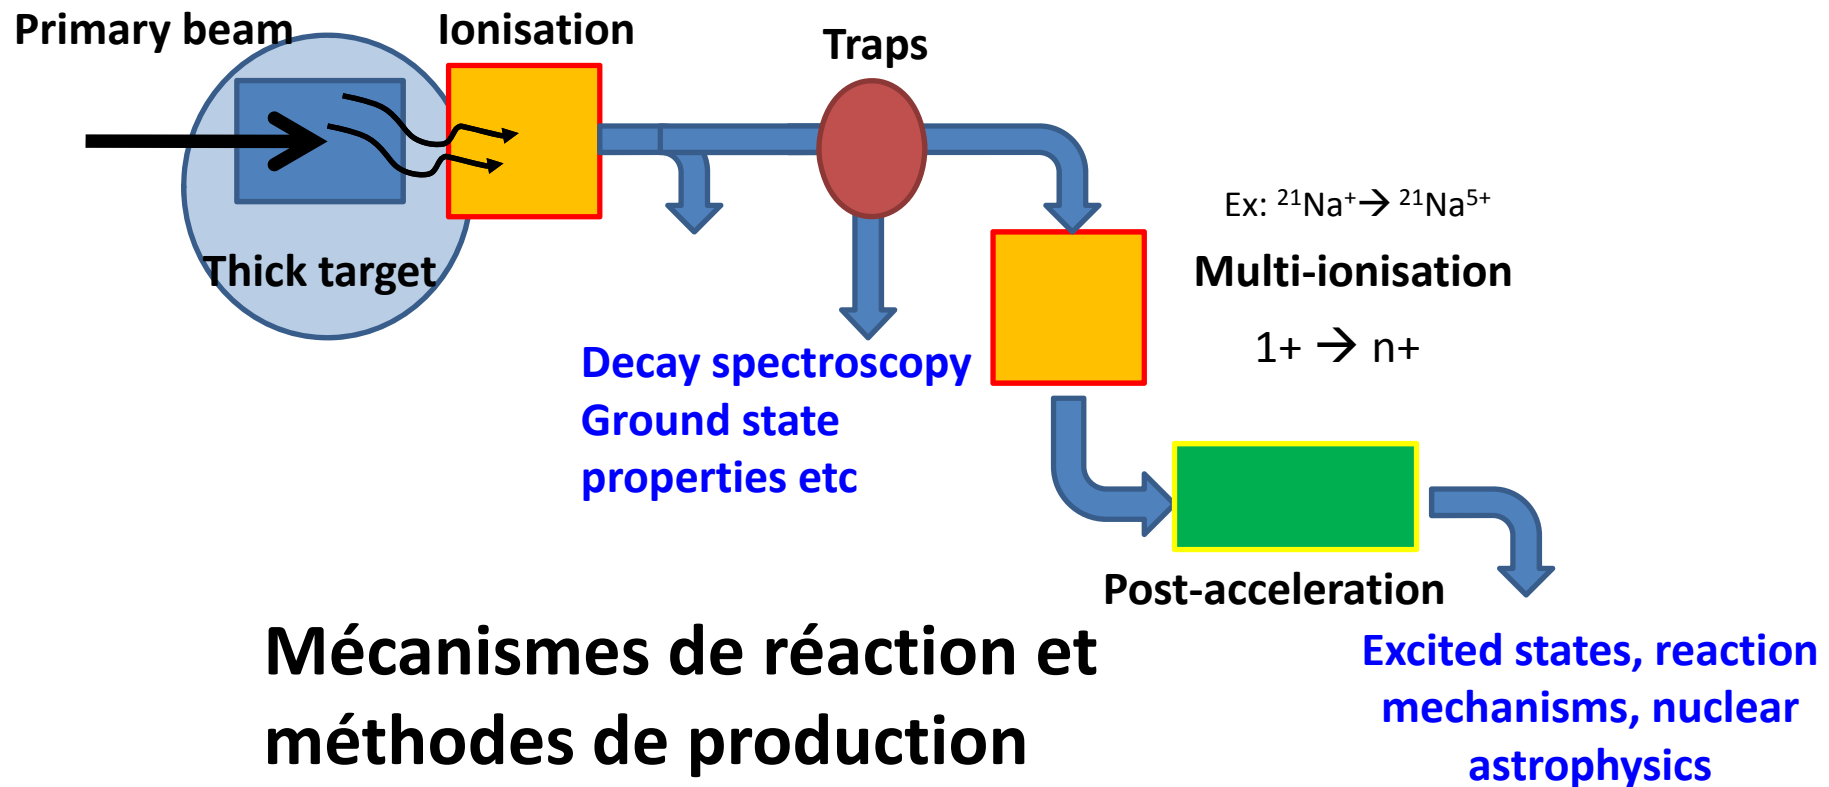 Primary beam
Ionisation
Traps
Thick target
Ex: ²¹Na⁺→ ²¹Na⁵⁺
Multi-ionisation
1+ → n+
Decay spectroscopy
Ground state
properties etc
Post-acceleration
Mécanismes de réaction et
méthodes de production
Excited states, reaction
mechanisms, nuclear
astrophysics